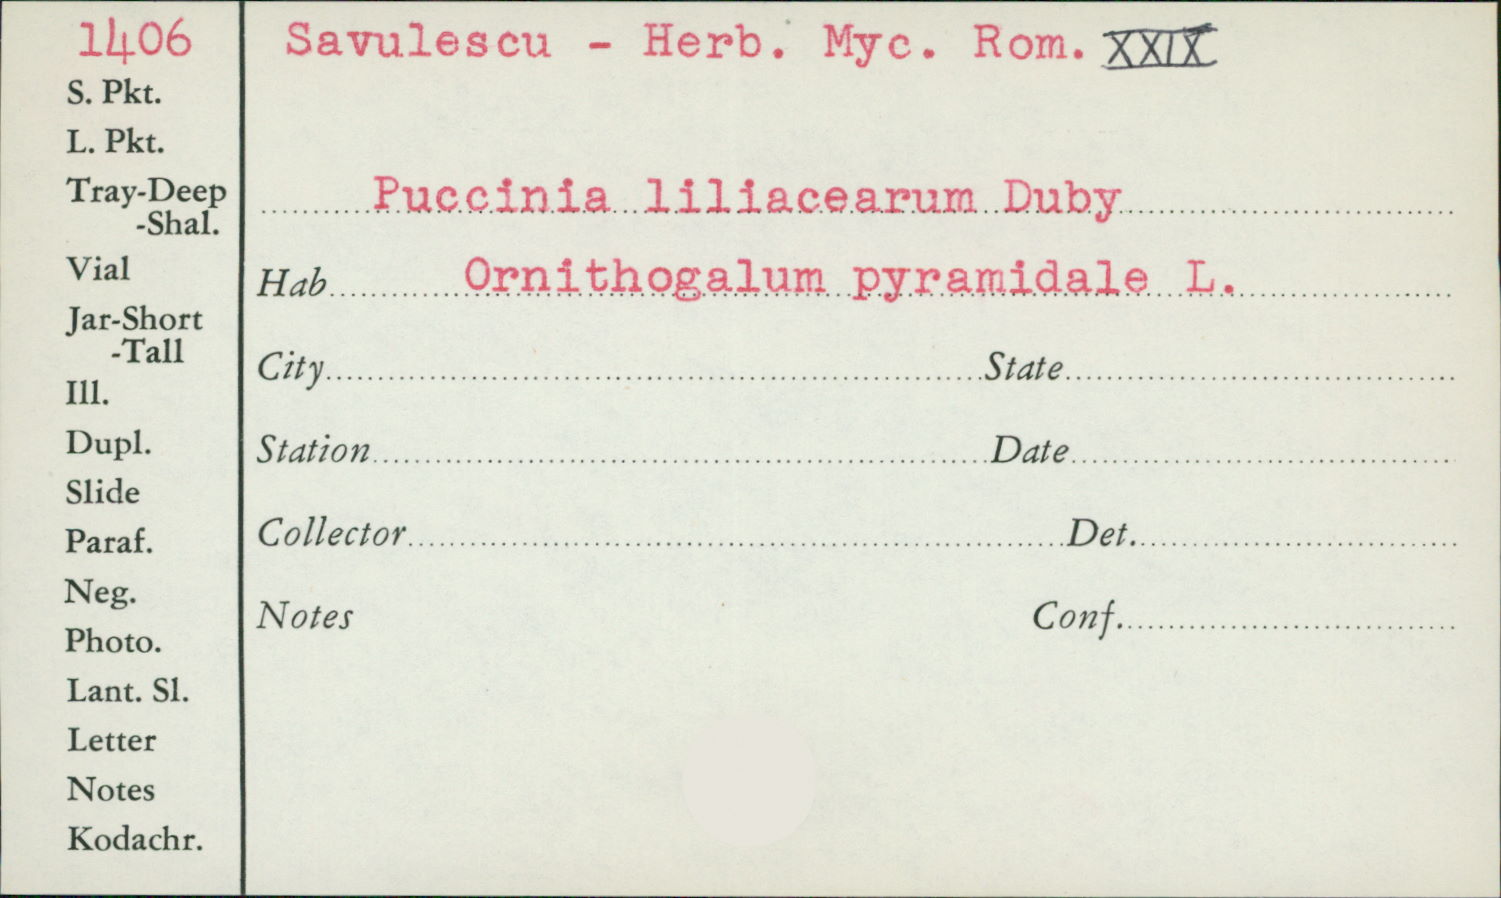 1406 Savulescu - Herb. Myc. Rom. XXIX
S. Pkt.
L. Pkt.
Tray-Deep Puccinia liliacearum Duby
-Shal.
Vial Hab Ornithogalum pyramidale L.
Jar-Short
-Tall City State
Ill.
Dupl. Station Date
Slide
Paraf. Collector Det.
Neg. Notes Conf.
Photo.
Lant. Sl.
Letter
Notes
Kodachr.